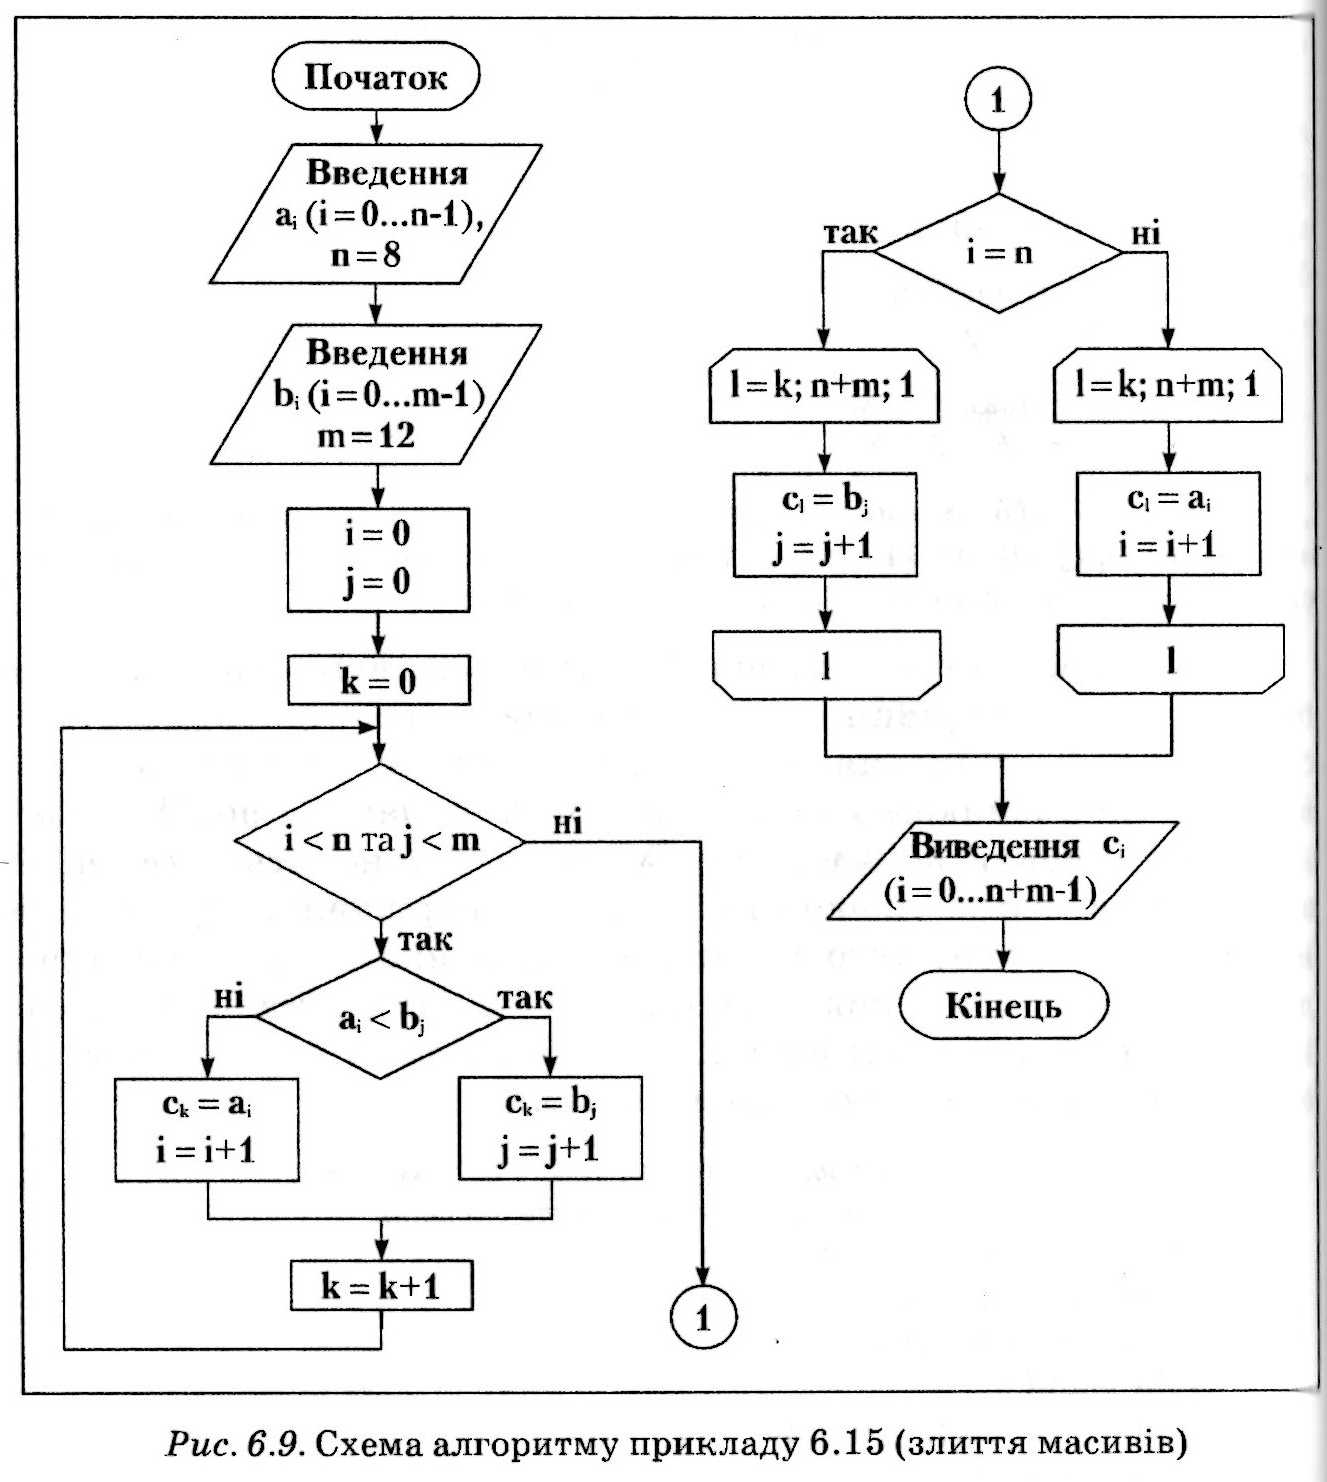 Початок
Введення
aᵢ (i=0...n-1),
n=8
Введення
bᵢ (i=0...m-1)
m=12
i = 0
j = 0
k = 0
i < n та j < m
ні
так
aᵢ < bⱼ
ні
так
cₖ = aᵢ
i = i+1
cₖ = bⱼ
j = j+1
k = k+1
1
1
i = n
так
ні
l=k; n+m; 1
cₗ = bⱼ
j = j+1
l
l=k; n+m; 1
cₗ = aᵢ
i = i+1
l
Виведення cᵢ
(i=0...n+m-1)
Кінець
Рис. 6.9. Схема алгоритму прикладу 6.15 (злиття масивів)